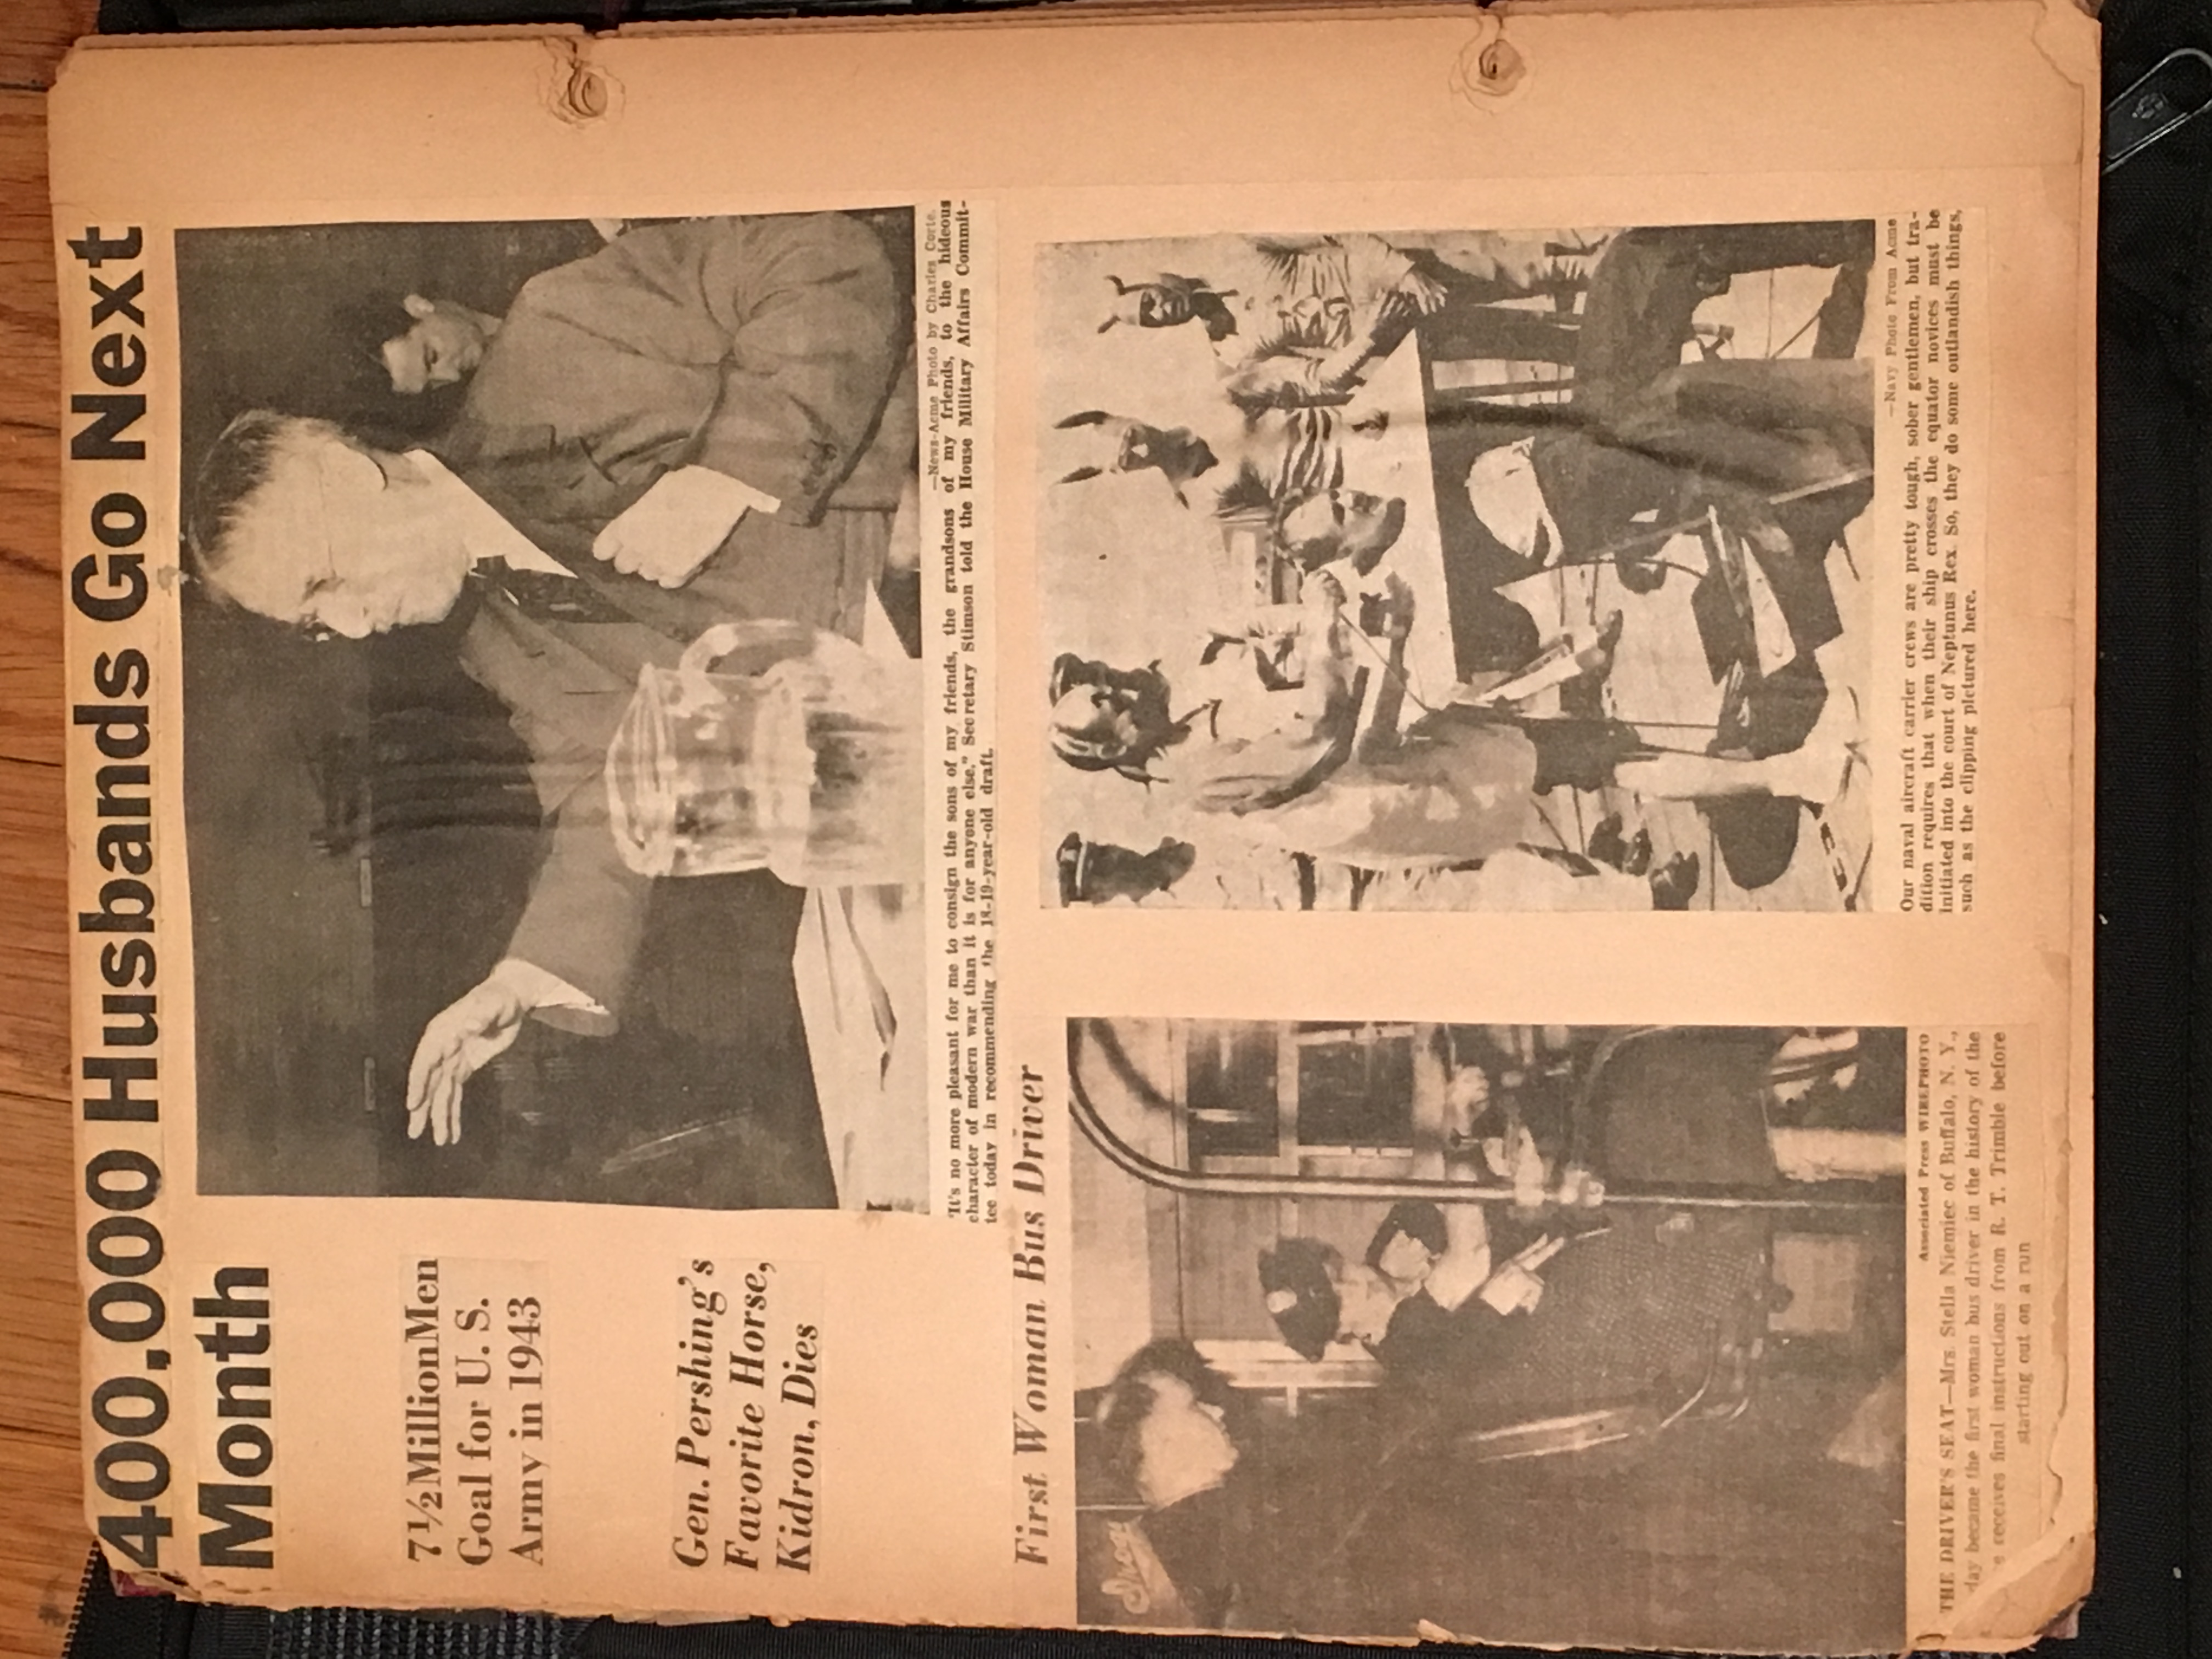 400,000 Husbands Go Next
Month
7½ Million Men
Goal for U. S.
Army in 1943
Gen. Pershing's
Favorite Horse,
Kidron, Dies
—News-Acme Photo by Charles Corte.
"It's no more pleasant for me to consign the sons of my friends, the grandsons of my friends, to the hideous
character of modern war than it is for anyone else," Secretary Stimson told the House Military Affairs Commit-
tee today in recommending the 18-19-year-old draft.
First Woman Bus Driver
Associated Press WIREPHOTO
THE DRIVER'S SEAT—Mrs. Stella Niemiec of Buffalo, N. Y.,
day became the first woman bus driver in the history of the
e receives final instructions from R. T. Trimble before
starting out on a run
—Navy Photo From Acme
Our naval aircraft carrier crews are pretty tough, sober gentlemen, but tra-
dition requires that when their ship crosses the equator novices must be
initiated into the court of Neptunus Rex. So, they do some outlandish things,
such as the clipping pictured here.